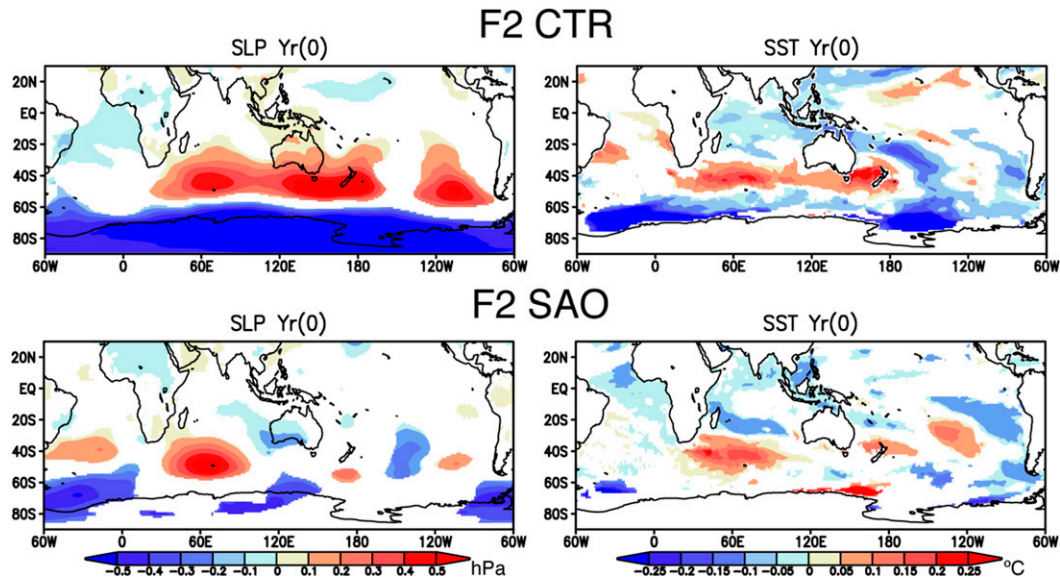 F2 CTR
SLP Yr(0) SST Yr(0)
20N 20N
EQ EQ
20S 20S
40S 40S
60S 60S
80S 80S
60W 0 60E 120E 180 120W 60W 60W 0 60E 120E 180 120W 60W
F2 SAO
SLP Yr(0) SST Yr(0)
20N 20N
EQ EQ
20S 20S
40S 40S
60S 60S
80S 80S
60W 0 60E 120E 180 120W 60W 60W 0 60E 120E 180 120W 60W
-0.5 -0.4 -0.3 -0.2 -0.1 0 0.1 0.2 0.3 0.4 0.5 hPa -0.25 -0.2 -0.15 -0.1 -0.05 0 0.05 0.1 0.15 0.2 0.25 ºC